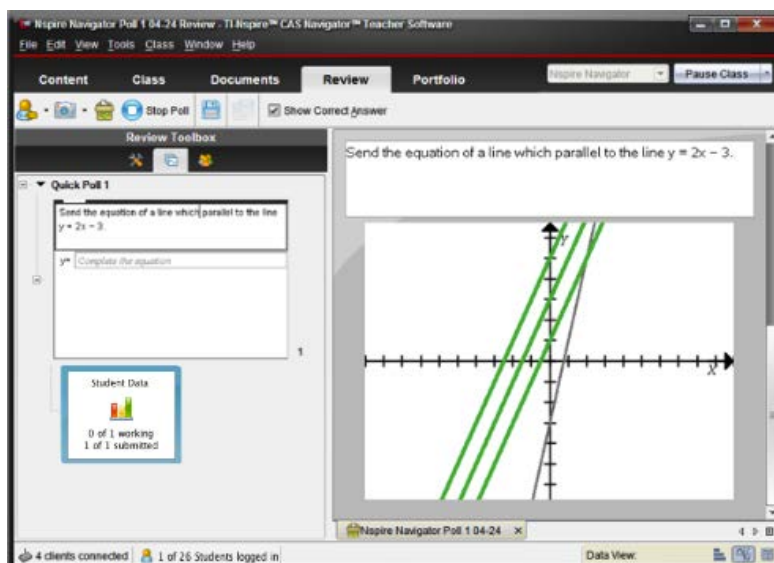 Nspire Navigator Poll 1 04-24 Review - TI-Nspire™ CAS Navigator™ Teacher Software
File Edit View Tools Class Window Help
Content Class Documents Review Portfolio Nspire Navigator Pause Class
Stop Poll Show Correct Answer
Review Toolbox
Quick Poll 1
Send the equation of a line which parallel to the line
y = 2x - 3.
y= Complete the equation
1
Student Data
0 of 1 working
1 of 1 submitted
Send the equation of a line which parallel to the line y = 2x – 3.
y
x
Nspire Navigator Poll 1 04-24 ×
4 clients connected 1 of 26 Students logged in Data View: